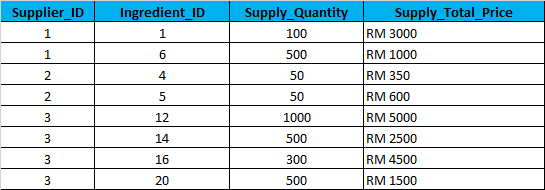 Supplier_ID Ingredient_ID Supply_Quantity Supply_Total_Price
1 1 100 RM 3000
1 6 500 RM 1000
2 4 50 RM 350
2 5 50 RM 600
3 12 1000 RM 5000
3 14 500 RM 2500
3 16 300 RM 4500
3 20 500 RM 1500